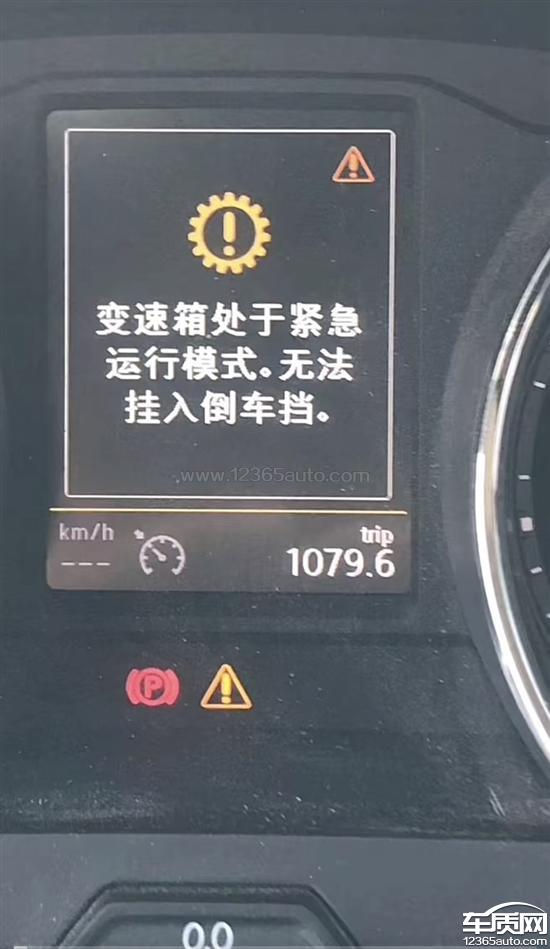 变速箱处于紧急
运行模式。无法
挂入倒车挡。
www.12365auto.com
km/h
trip
---
1079.6
P
0.0
车质网
12365auto.com